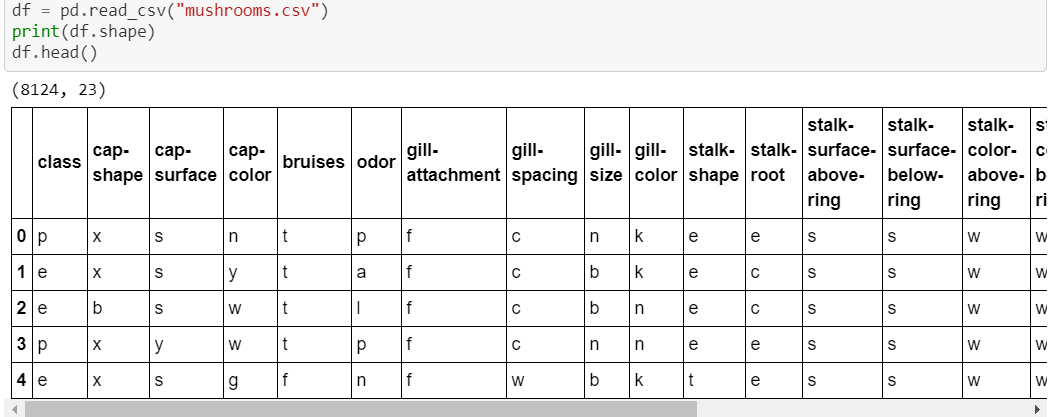 df = pd.read_csv("mushrooms.csv")
print(df.shape)
df.head()
(8124, 23)
class cap-shape cap-surface cap-color bruises odor gill-attachment gill-spacing gill-size gill-color stalk-shape stalk-root stalk-surface-above-ring stalk-surface-below-ring stalk-color-above-ring
0 p x s n t p f c n k e e s s w w
1 e x s y t a f c b k e c s s w w
2 e b s w t l f c b n e c s s w w
3 p x y w t p f c n n e e s s w w
4 e x s g f n f w b k t e s s w w